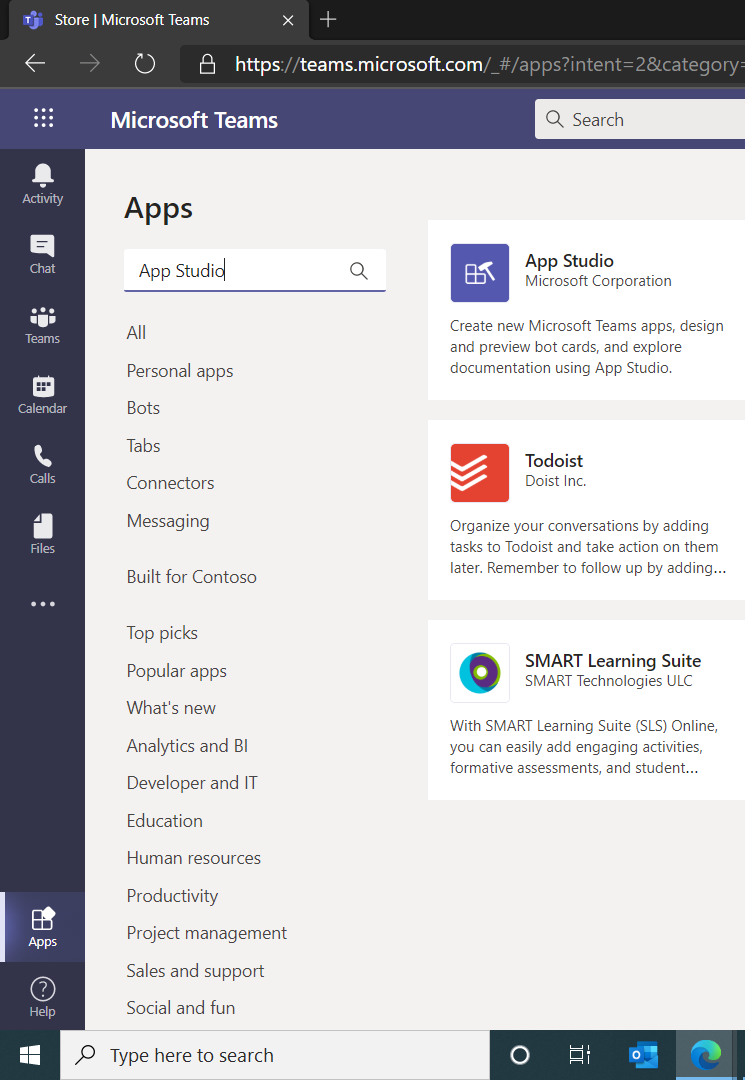 Store | Microsoft Teams
https://teams.microsoft.com/_#/apps?intent=2&category=
Microsoft Teams
Search
Activity
Chat
Teams
Calendar
Calls
Files
Apps
Help
Apps
App Studio
All
Personal apps
Bots
Tabs
Connectors
Messaging
Built for Contoso
Top picks
Popular apps
What's new
Analytics and BI
Developer and IT
Education
Human resources
Productivity
Project management
Sales and support
Social and fun
App Studio
Microsoft Corporation
Create new Microsoft Teams apps, design
and preview bot cards, and explore
documentation using App Studio.
Todoist
Doist Inc.
Organize your conversations by adding
tasks to Todoist and take action on them
later. Remember to follow up by adding...
SMART Learning Suite
SMART Technologies ULC
With SMART Learning Suite (SLS) Online,
you can easily add engaging activities,
formative assessments, and student...
Type here to search